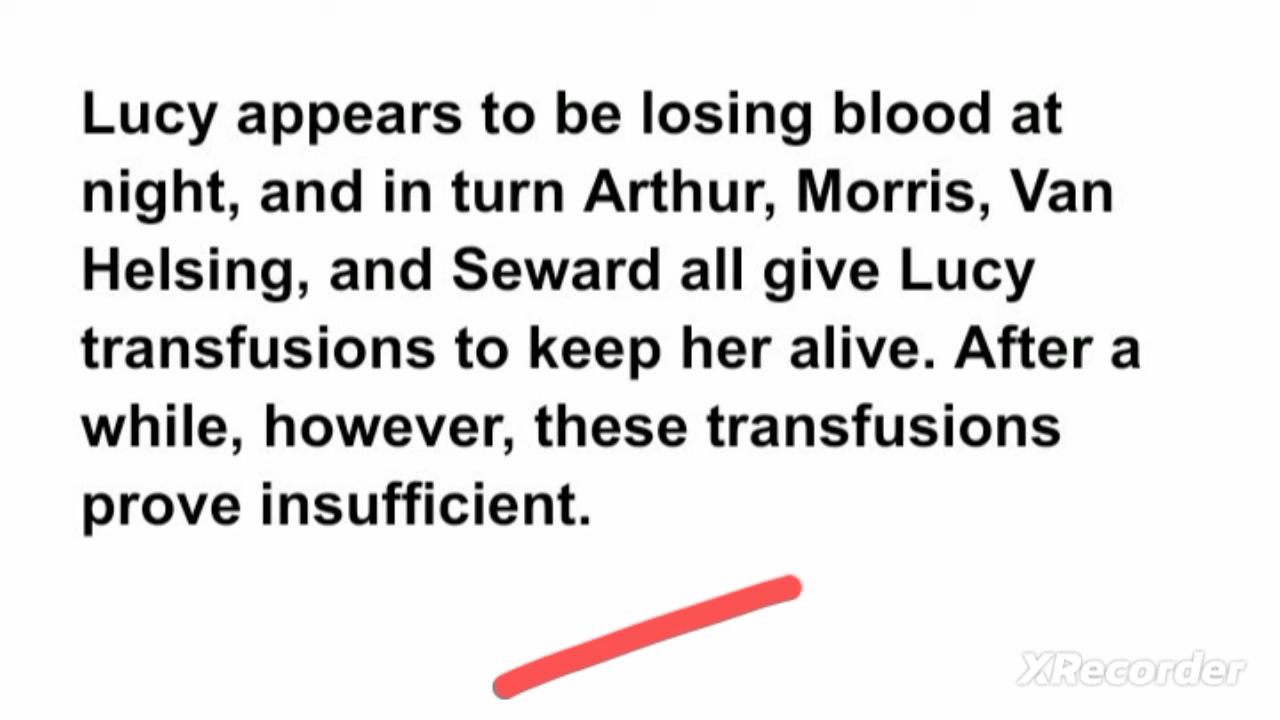 Lucy appears to be losing blood at
night, and in turn Arthur, Morris, Van
Helsing, and Seward all give Lucy
transfusions to keep her alive. After a
while, however, these transfusions
prove insufficient.
XRecorder